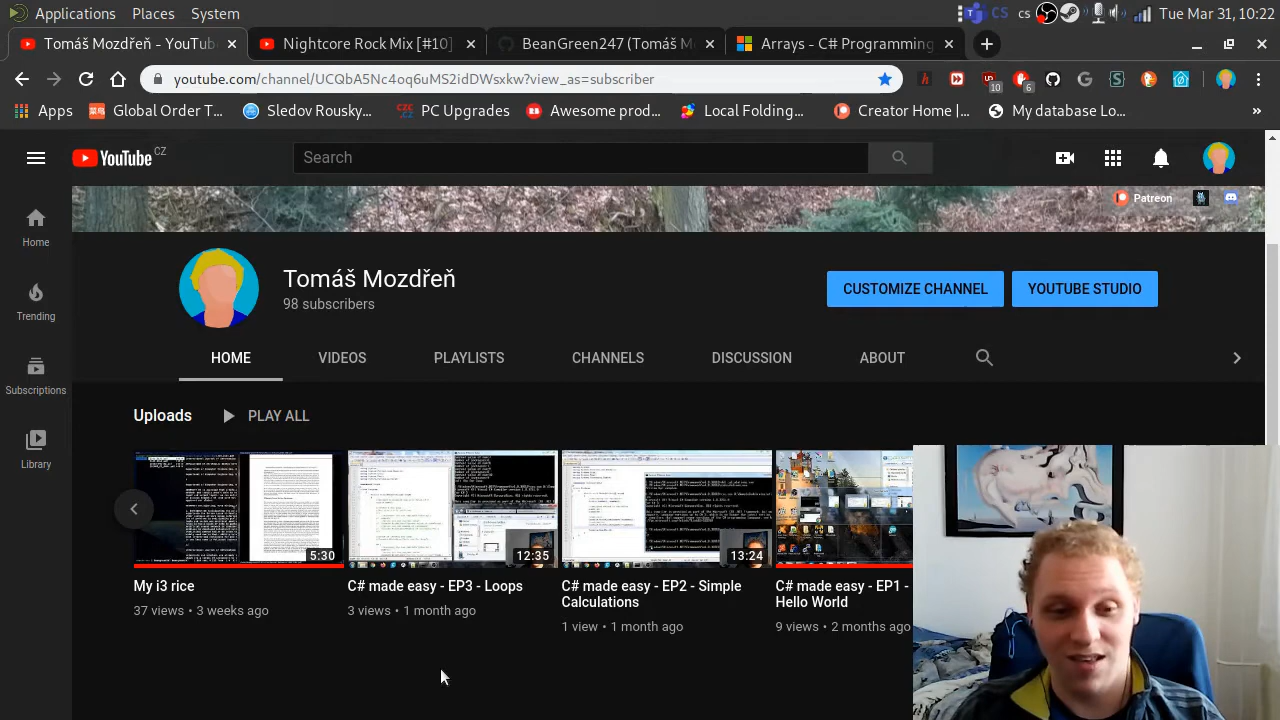 Applications Places System CS cs Tue Mar 31, 10:22
Tomáš Mozdřeň - YouTub Nightcore Rock Mix [#10] BeanGreen247 (Tomáš M Arrays - C# Programming
youtube.com/channel/UCQbA5Nc4oq6uMS2idDWsxkw?view_as=subscriber 10 6
Apps Global Order T... Sledov Rousky... CZC PC Upgrades Awesome prod... Local Folding... Creator Home |... My database Lo... »
YouTube CZ Search
Patreon
Home
Trending
Subscriptions
Library
Tomáš Mozdřeň
98 subscribers
CUSTOMIZE CHANNEL YOUTUBE STUDIO
HOME VIDEOS PLAYLISTS CHANNELS DISCUSSION ABOUT
Uploads PLAY ALL
5:30 12:35 13:24
My i3 rice C# made easy - EP3 - Loops C# made easy - EP2 - Simple C# made easy - EP1 -
Calculations Hello World
37 views • 3 weeks ago 3 views • 1 month ago
1 view • 1 month ago 9 views • 2 months ago